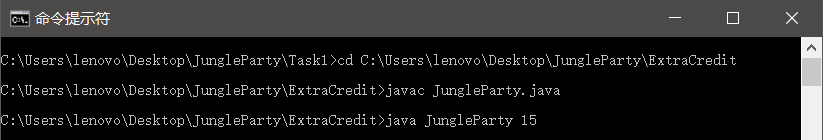 命令提示符
C:\Users\lenovo\Desktop\JungleParty\Task1>cd C:\Users\lenovo\Desktop\JungleParty\ExtraCredit
C:\Users\lenovo\Desktop\JungleParty\ExtraCredit>javac JungleParty.java
C:\Users\lenovo\Desktop\JungleParty\ExtraCredit>java JungleParty 15